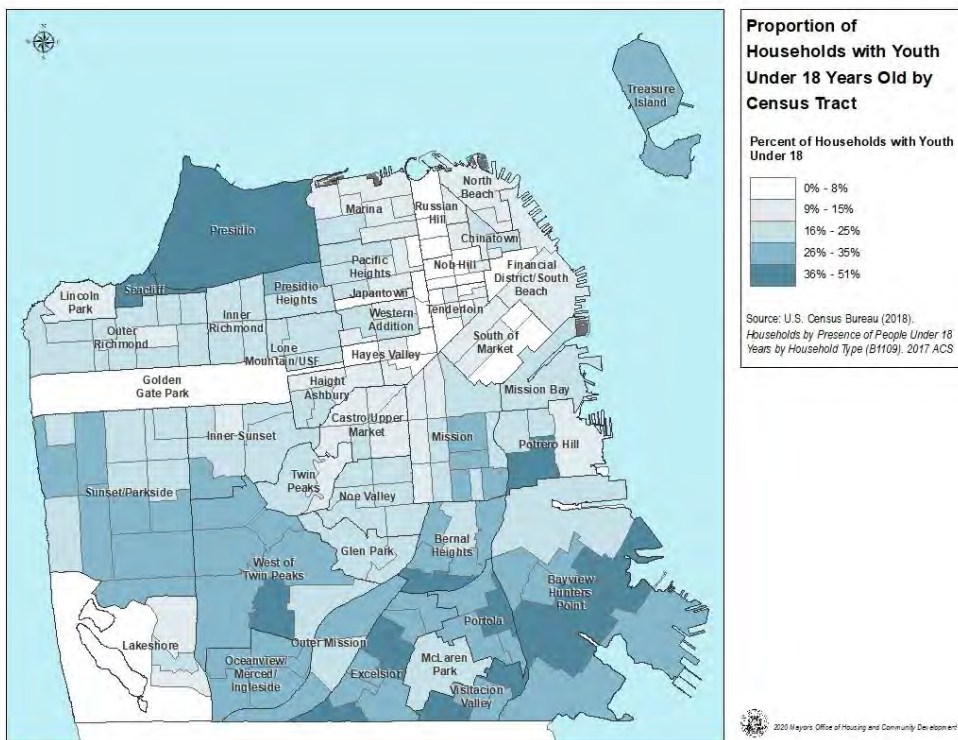 Proportion of
Households with Youth
Under 18 Years Old by
Census Tract
Percent of Households with Youth
Under 18
0% - 8%
9% - 15%
16% - 25%
26% - 35%
36% - 51%
Source: U.S. Census Bureau (2018).
Households by Presence of People Under 18
Years by Household Type (B1109). 2017 ACS
2020 Mayors Office of Housing and Community Development
Treasure
Island
North
Beach
Marina
Russian
Hill
Presidio
Chinatown
Pacific
Heights
Nob Hill
Financial
District/South
Beach
Seacliff
Presidio
Heights
Japantown
Lincoln
Park
Tenderloin
Western
Addition
Inner
Richmond
Outer
Richmond
South of
Market
Lone
Mountain/USF
Hayes Valley
Golden
Gate Park
Haight
Ashbury
Mission Bay
Castro/Upper
Market
Inner Sunset
Mission
Potrero Hill
Twin
Peaks
Sunset/Parkside
Noe Valley
Bernal
Heights
Glen Park
West of
Twin Peaks
Bayview
Hunters
Point
Portola
Lakeshore
Outer Mission
Oceanview/
Merced/
Ingleside
McLaren
Park
Excelsior
Visitacion
Valley